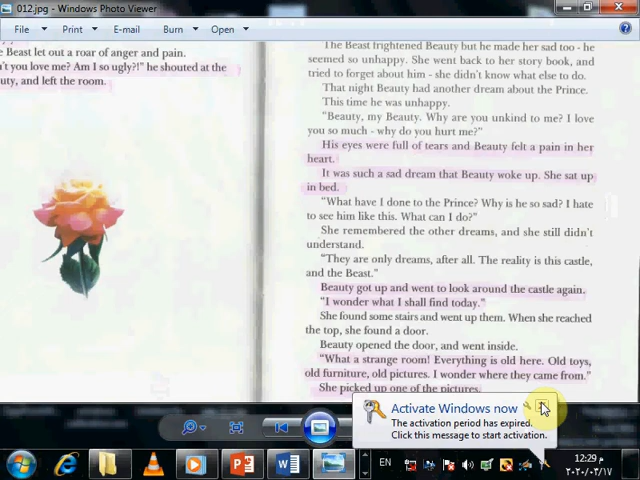 012.jpg - Windows Photo Viewer
File Print E-mail Burn Open
e Beast let out a roar of anger and pain.
't you love me? Am I so ugly?!" he shouted at the
uty, and left the room.
The Beast frightened Beauty but he made her sad too - he
seemed so unhappy. She went back to her story book, and
tried to forget about him - she didn't know what else to do.
That night Beauty had another dream about the Prince.
This time he was unhappy.
"Beauty, my Beauty. Why are you unkind to me? I love
you so much - why do you hurt me?"
His eyes were full of tears and Beauty felt a pain in her
heart.
It was such a sad dream that Beauty woke up. She sat up
in bed.
"What have I done to the Prince? Why is he so sad? I hate
to see him like this. What can I do?"
She remembered the other dreams, and she still didn't
understand.
"They are only dreams, after all. The reality is this castle,
and the Beast."
Beauty got up and went to look around the castle again.
"I wonder what I shall find today."
She found some stairs and went up them. When she reached
the top, she found a door.
Beauty opened the door, and went inside.
"What a strange room! Everything is old here. Old toys,
old furniture, old pictures. I wonder where they came from."
She picked up one of the pictures.
Activate Windows now
The activation period has expired.
Click this message to start activation.
EN
12:29 م
٢٠٢٠/٠٣/١٧